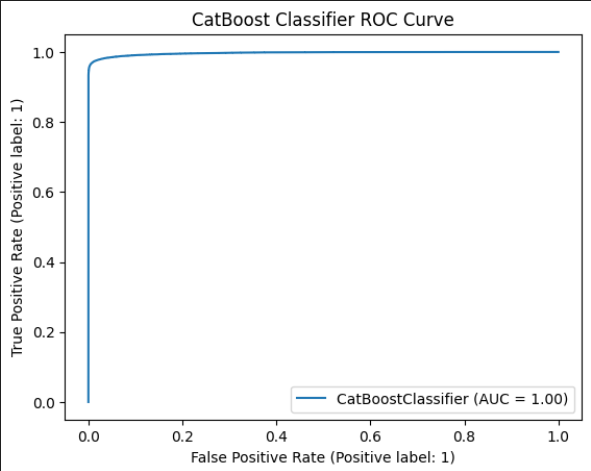 CatBoost Classifier ROC Curve
True Positive Rate (Positive label: 1)
1.0
0.8
0.6
0.4
0.2
0.0
CatBoostClassifier (AUC = 1.00)
0.0 0.2 0.4 0.6 0.8 1.0
False Positive Rate (Positive label: 1)